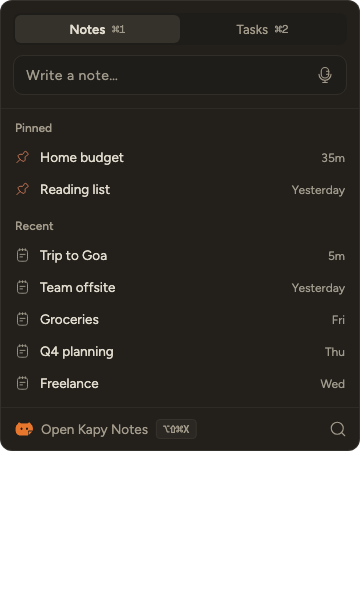 Notes ⌘1
Tasks ⌘2
Write a note...
Pinned
Home budget 35m
Reading list Yesterday
Recent
Trip to Goa 5m
Team offsite Yesterday
Groceries Fri
Q4 planning Thu
Freelance Wed
Open Kapy Notes ⌥⇧⌘X